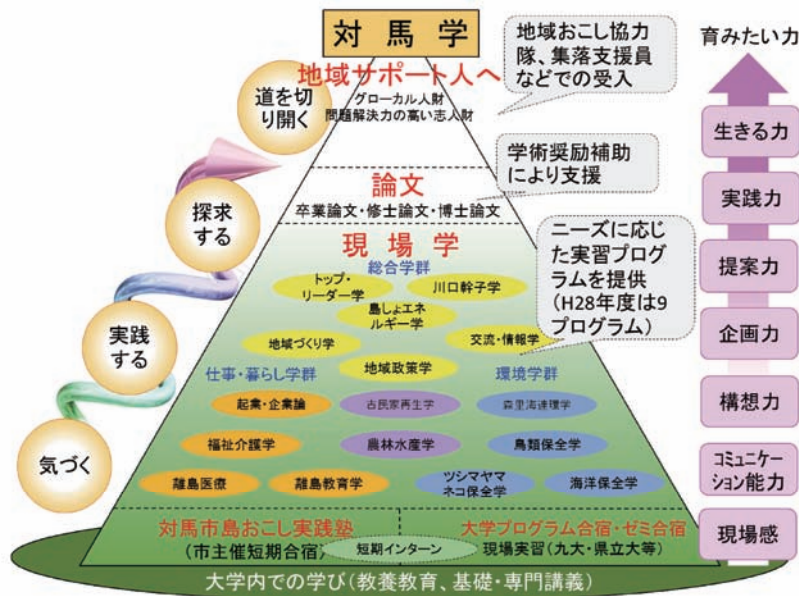 対馬学
地域サポート人へ
グローカル人財
問題解決力の高い志人財
地域おこし協力
隊、集落支援員
などでの受入
育みたい力
道を切
り開く
論文
卒業論文・修士論文・博士論文
学術奨励補助
により支援
探求
する
現場学
総合学群
トップ・
リーダー学
川口幹子学
島しょエネ
ルギー学
地域づくり学
交流・情報学
地域政策学
ニーズに応じ
た実習プログ
ラムを提供
(H28年度は9
プログラム)
実践
する
仕事・暮らし学群
環境学群
起業・企業論
古民家再生学
森里海連環学
福祉介護学
農林水産学
鳥類保全学
離島医療
離島教育学
ツシマヤマ
ネコ保全学
海洋保全学
気づく
対馬市島おこし実践塾
(市主催短期合宿)
短期インターン
大学プログラム合宿・ゼミ合宿
現場実習(九大・県立大等)
大学内での学び(教養教育、基礎・専門講義)
生きる力
実践力
提案力
企画力
構想力
コミュニケー
ション能力
現場感